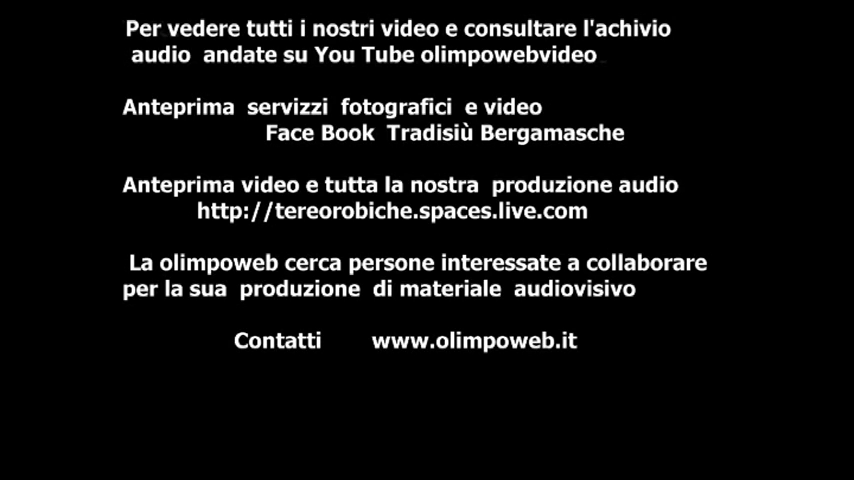 Per vedere tutti i nostri video e consultare l'achivio
audio andate su You Tube olimpowebvideo
Anteprima servizzi fotografici e video
Face Book Tradisiù Bergamasche
Anteprima video e tutta la nostra produzione audio
http://tereorobiche.spaces.live.com
La olimpoweb cerca persone interessate a collaborare
per la sua produzione di materiale audiovisivo
Contatti www.olimpoweb.it